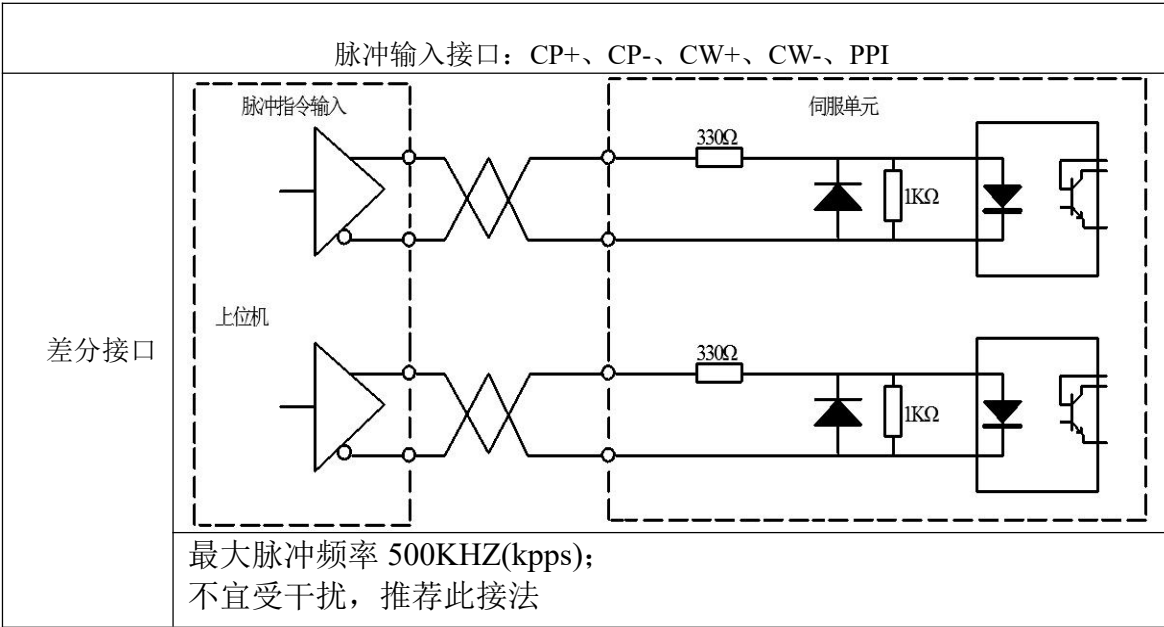 脉冲输入接口：CP+、CP-、CW+、CW-、PPI
脉冲指令输入
伺服单元
330Ω
1KΩ
上位机
差分接口
330Ω
1KΩ
最大脉冲频率 500KHZ(kpps)；
不宜受干扰，推荐此接法